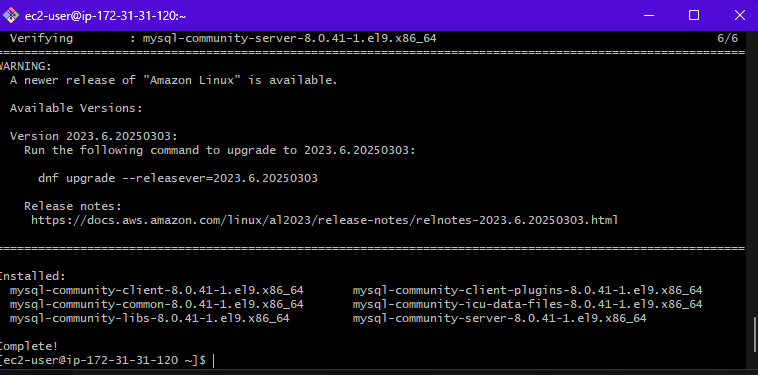 ec2-user@ip-172-31-31-120:~
Verifying : mysql-community-server-8.0.41-1.el9.x86_64 6/6
================================================================================
WARNING:
A newer release of "Amazon Linux" is available.
Available Versions:
Version 2023.6.20250303:
Run the following command to upgrade to 2023.6.20250303:
dnf upgrade --releasever=2023.6.20250303
Release notes:
https://docs.aws.amazon.com/linux/al2023/release-notes/relnotes-2023.6.20250303.html
================================================================================
Installed:
mysql-community-client-8.0.41-1.el9.x86_64 mysql-community-client-plugins-8.0.41-1.el9.x86_64
mysql-community-common-8.0.41-1.el9.x86_64 mysql-community-icu-data-files-8.0.41-1.el9.x86_64
mysql-community-libs-8.0.41-1.el9.x86_64 mysql-community-server-8.0.41-1.el9.x86_64
Complete!
[ec2-user@ip-172-31-31-120 ~]$